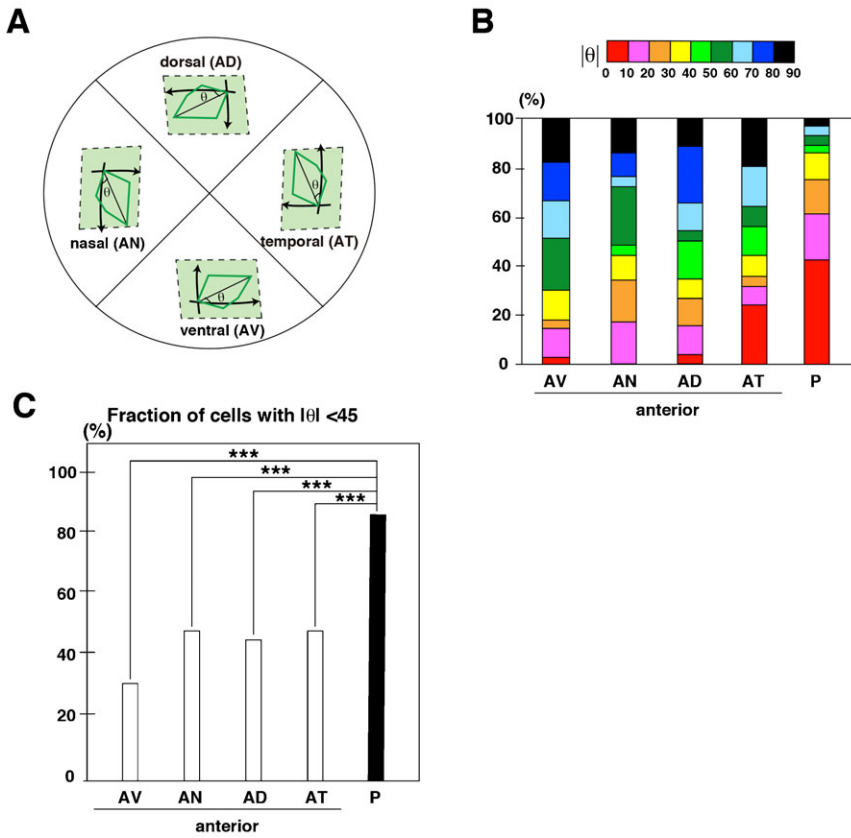 A
dorsal (AD)
θ
θ
nasal (AN)
θ
temporal (AT)
θ
ventral (AV)
B
|θ|
0 10 20 30 40 50 60 70 80 90
(%)
100
80
60
40
20
0
AV AN AD AT P
anterior
C
Fraction of cells with |θ| <45
(%)
100
80
60
40
20
0
***
***
***
***
AV AN AD AT P
anterior